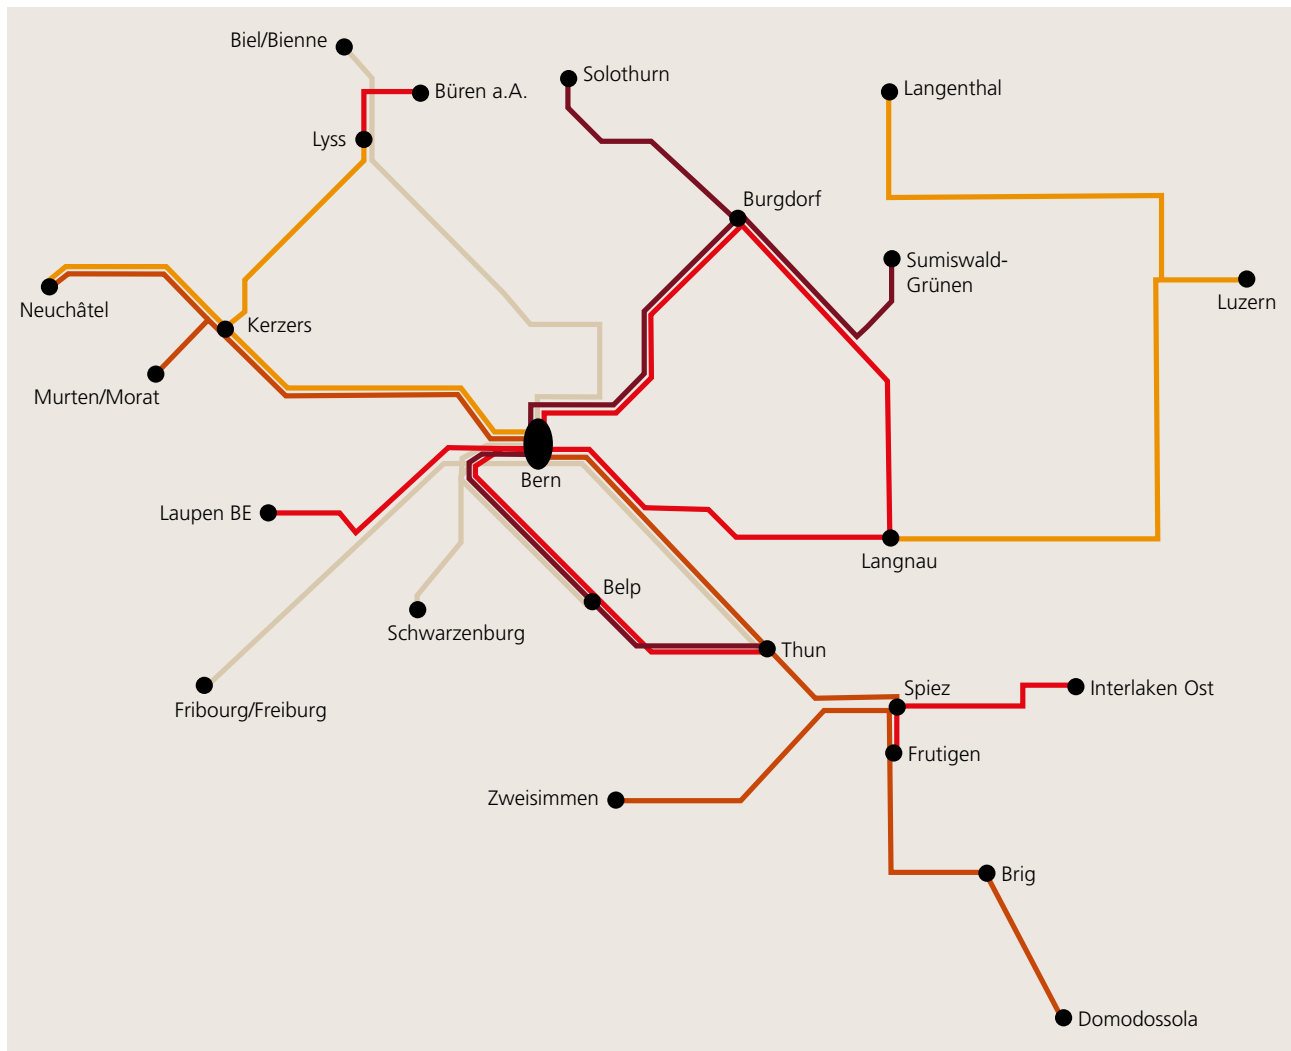 Biel/Bienne
Solothurn
Büren a.A.
Langenthal
Lyss
Burgdorf
Sumiswald-
Grünen
Neuchâtel
Luzern
Kerzers
Murten/Morat
Bern
Laupen BE
Langnau
Belp
Schwarzenburg
Thun
Spiez
Interlaken Ost
Fribourg/Freiburg
Frutigen
Zweisimmen
Brig
Domodossola